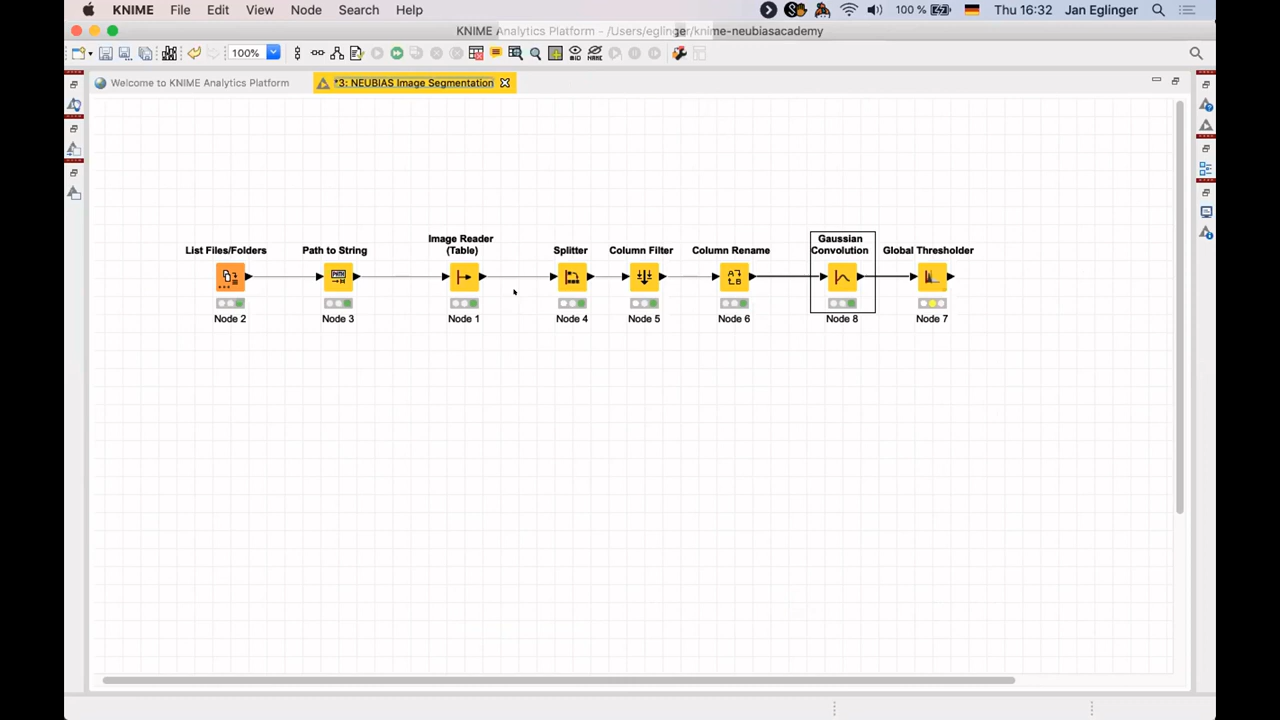 KNIME File Edit View Node Search Help 100 % Thu 16:32 Jan Eglinger
KNIME Analytics Platform - /Users/eglinger/knime-neubiasacademy
100%
Welcome to KNIME Analytics Platform *3: NEUBIAS Image Segmentation
List Files/Folders Path to String Image Reader (Table) Splitter Column Filter Column Rename Gaussian Convolution Global Thresholder
Node 2 Node 3 Node 1 Node 4 Node 5 Node 6 Node 8 Node 7